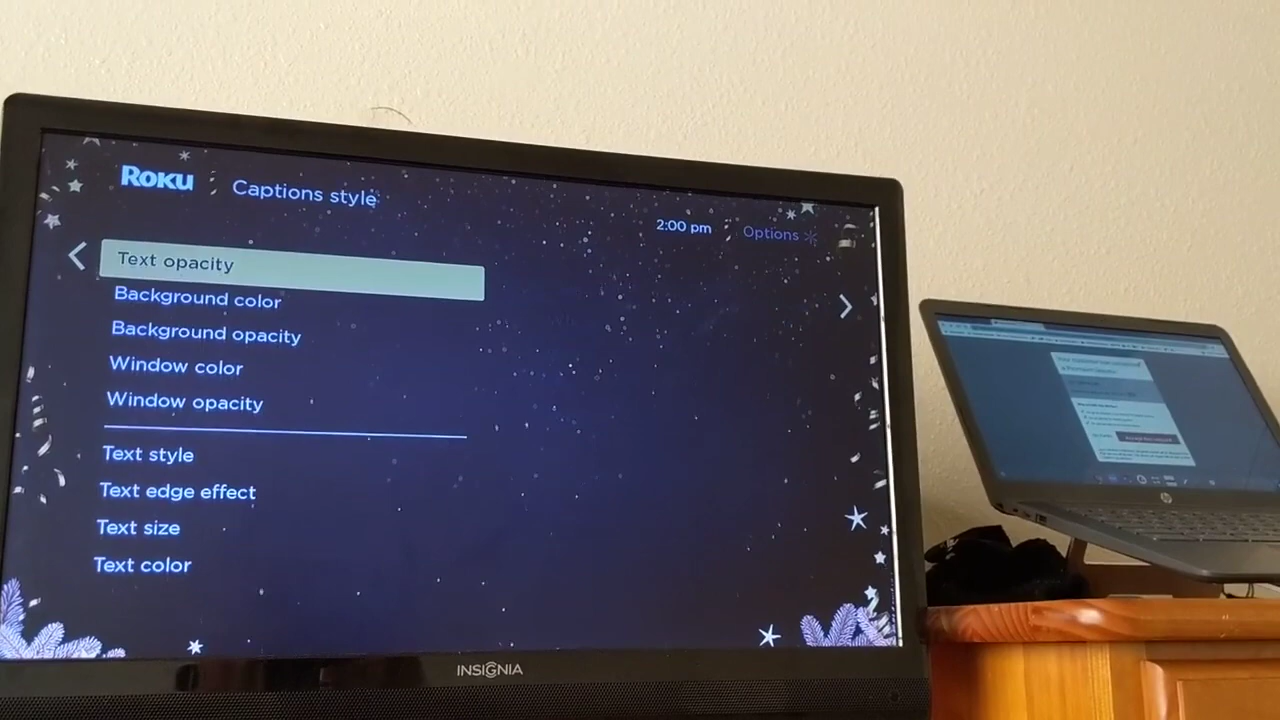 Roku
Captions style
2:00 pm
Options
Text opacity
Background color
Background opacity
Window color
Window opacity
Text style
Text edge effect
Text size
Text color
INSIGNIA
hp